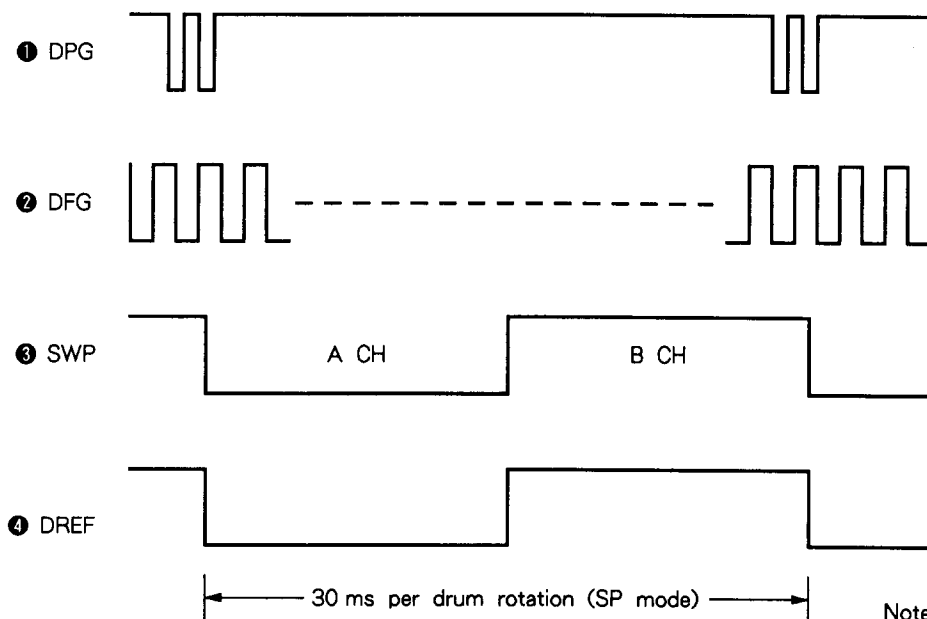 ❶ DPG
❷ DFG
❸ SWP
A CH
B CH
❹ DREF
30 ms per drum rotation (SP mode)
Note